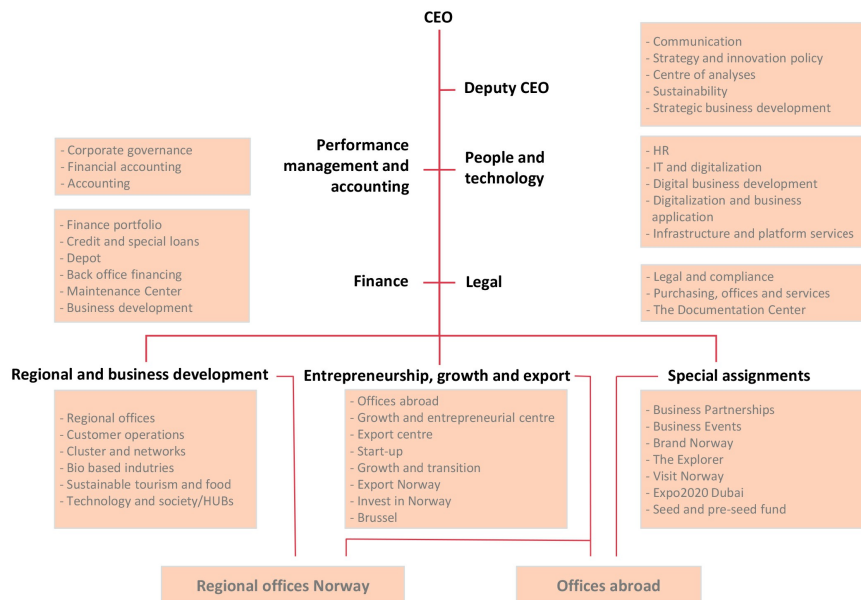 CEO
- Communication
- Strategy and innovation policy
- Centre of analyses
- Sustainability
- Strategic business development
Deputy CEO
- Corporate governance
- Financial accounting
- Accounting
Performance
management and
accounting
People and
technology
- HR
- IT and digitalization
- Digital business development
- Digitalization and business
application
- Infrastructure and platform services
- Finance portfolio
- Credit and special loans
- Depot
- Back office financing
- Maintenance Center
- Business development
Finance
Legal
- Legal and compliance
- Purchasing, offices and services
- The Documentation Center
Regional and business development
- Regional offices
- Customer operations
- Cluster and networks
- Bio based indutries
- Sustainable tourism and food
- Technology and society/HUBs
Entrepreneurship, growth and export
- Offices abroad
- Growth and entrepreneurial centre
- Export centre
- Start-up
- Growth and transition
- Export Norway
- Invest in Norway
- Brussel
Special assignments
- Business Partnerships
- Business Events
- Brand Norway
- The Explorer
- Visit Norway
- Expo2020 Dubai
- Seed and pre-seed fund
Regional offices Norway
Offices abroad